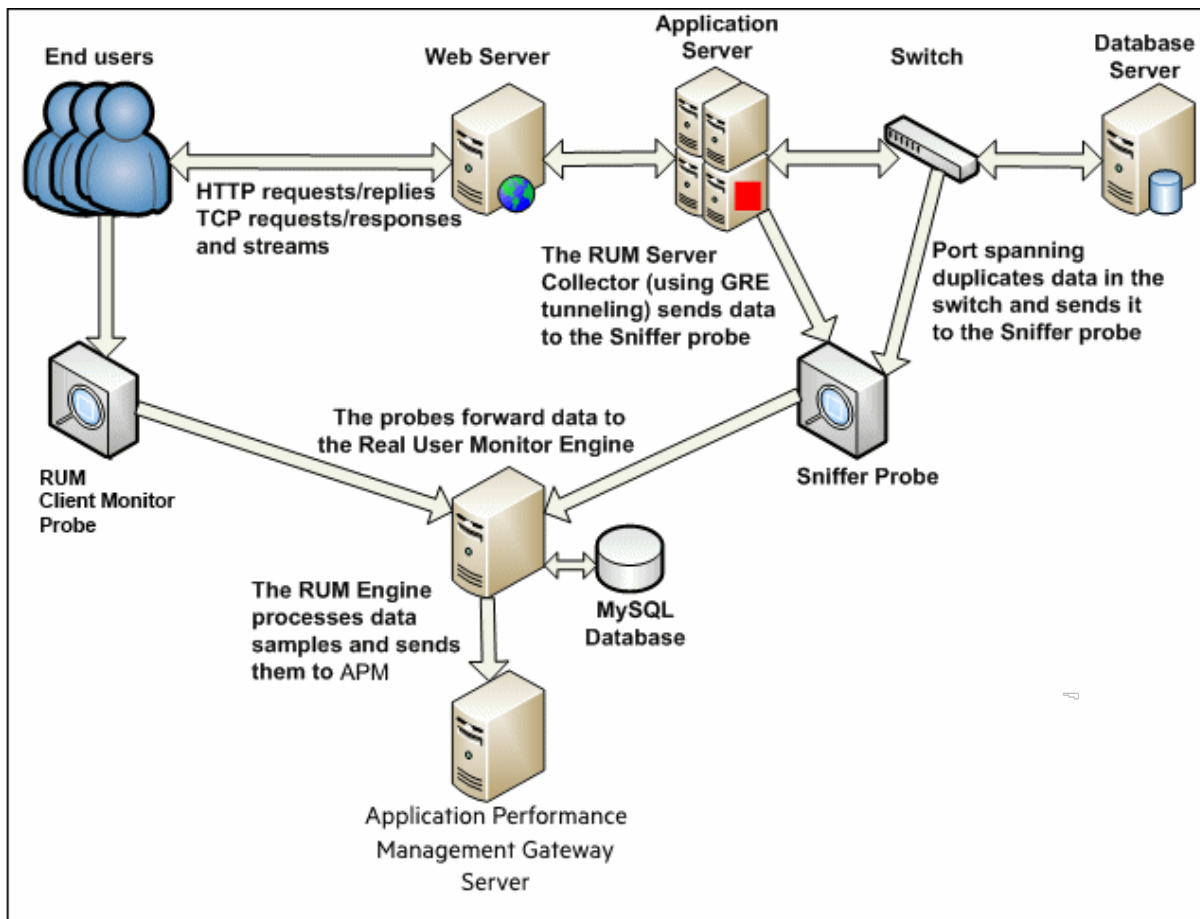 End users
Web Server
Application
Server
Switch
Database
Server
HTTP requests/replies
TCP requests/responses
and streams
The RUM Server
Collector (using GRE
tunneling) sends data
to the Sniffer probe
Port spanning
duplicates data in the
switch and sends it
to the Sniffer probe
The probes forward data to
the Real User Monitor Engine
RUM
Client Monitor
Probe
Sniffer Probe
The RUM Engine
processes data
samples and sends
them to APM
MySQL
Database
Application Performance
Management Gateway
Server